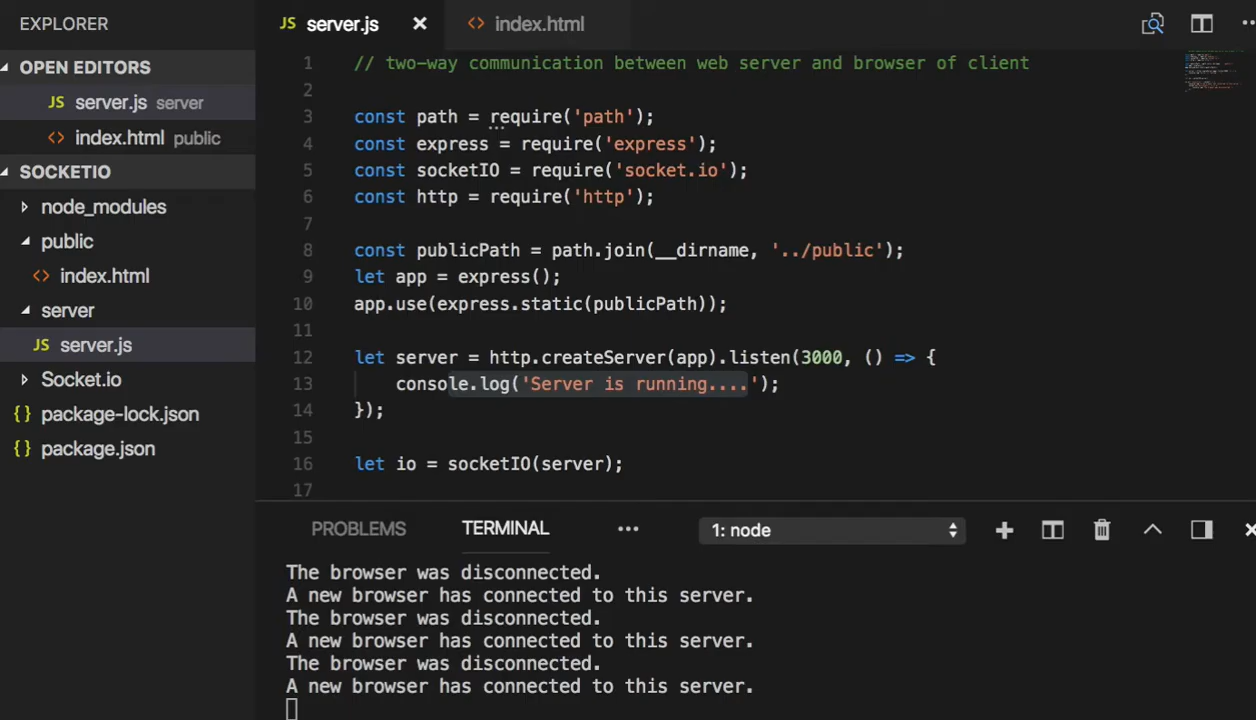 EXPLORER
OPEN EDITORS
JS server.js server
<> index.html public
SOCKETIO
node_modules
public
<> index.html
server
JS server.js
Socket.io
{} package-lock.json
{} package.json
JS server.js
<> index.html
1 // two-way communication between web server and browser of client
2
3 const path = require('path');
4 const express = require('express');
5 const socketIO = require('socket.io');
6 const http = require('http');
7
8 const publicPath = path.join(__dirname, '../public');
9 let app = express();
10 app.use(express.static(publicPath));
11
12 let server = http.createServer(app).listen(3000, () => {
13 console.log('Server is running....');
14 });
15
16 let io = socketIO(server);
17
PROBLEMS TERMINAL ... 1: node
The browser was disconnected.
A new browser has connected to this server.
The browser was disconnected.
A new browser has connected to this server.
The browser was disconnected.
A new browser has connected to this server.